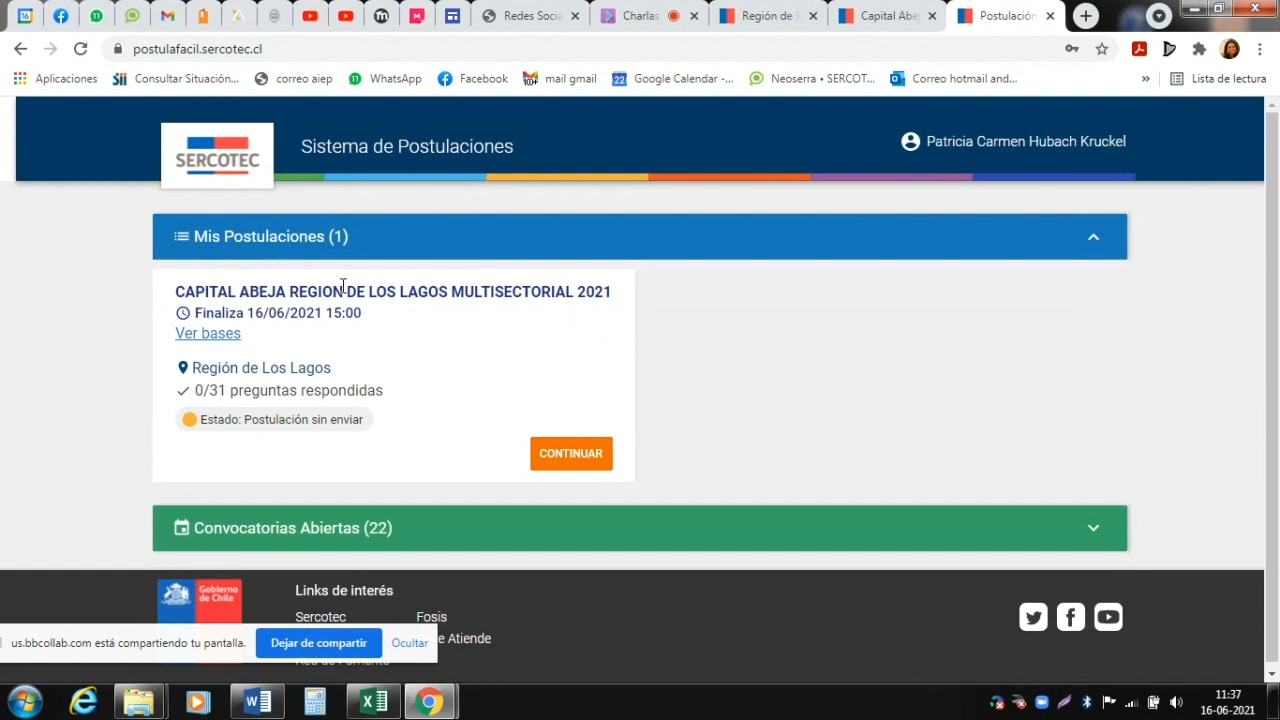 Redes Socia
Charlas
Región de
Capital Abe
Postulación
postulafacil.sercotec.cl
Aplicaciones
Consultar Situación...
correo aiep
WhatsApp
Facebook
mail gmail
Google Calendar -...
Neoserra • SERCOT...
Correo hotmail and...
»
Lista de lectura
SERCOTEC
Sistema de Postulaciones
Patricia Carmen Hubach Kruckel
Mis Postulaciones (1)
CAPITAL ABEJA REGION DE LOS LAGOS MULTISECTORIAL 2021
Finaliza 16/06/2021 15:00
Ver bases
Región de Los Lagos
0/31 preguntas respondidas
Estado: Postulación sin enviar
CONTINUAR
Convocatorias Abiertas (22)
Gobierno
de Chile
Links de interés
Sercotec
Fosis
e Atiende
us.bbcollab.com está compartiendo tu pantalla.
Dejar de compartir
Ocultar
Red de Fomento
11:37
16-06-2021